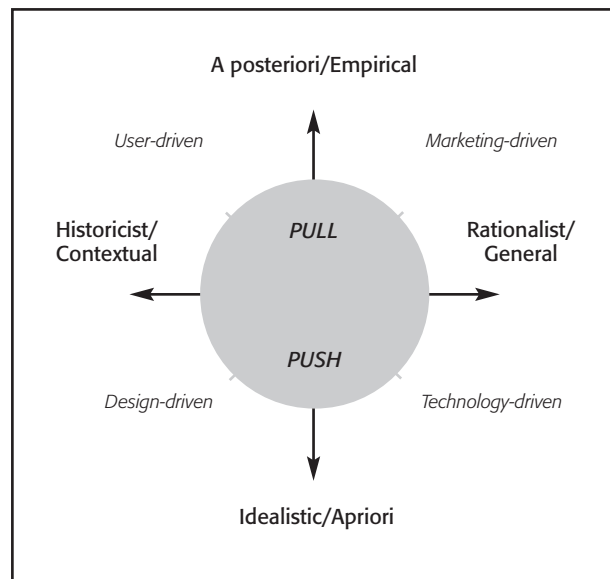 A posteriori/Empirical
User-driven
Marketing-driven
PULL
Historicist/
Contextual
Rationalist/
General
PUSH
Design-driven
Technology-driven
Idealistic/Apriori